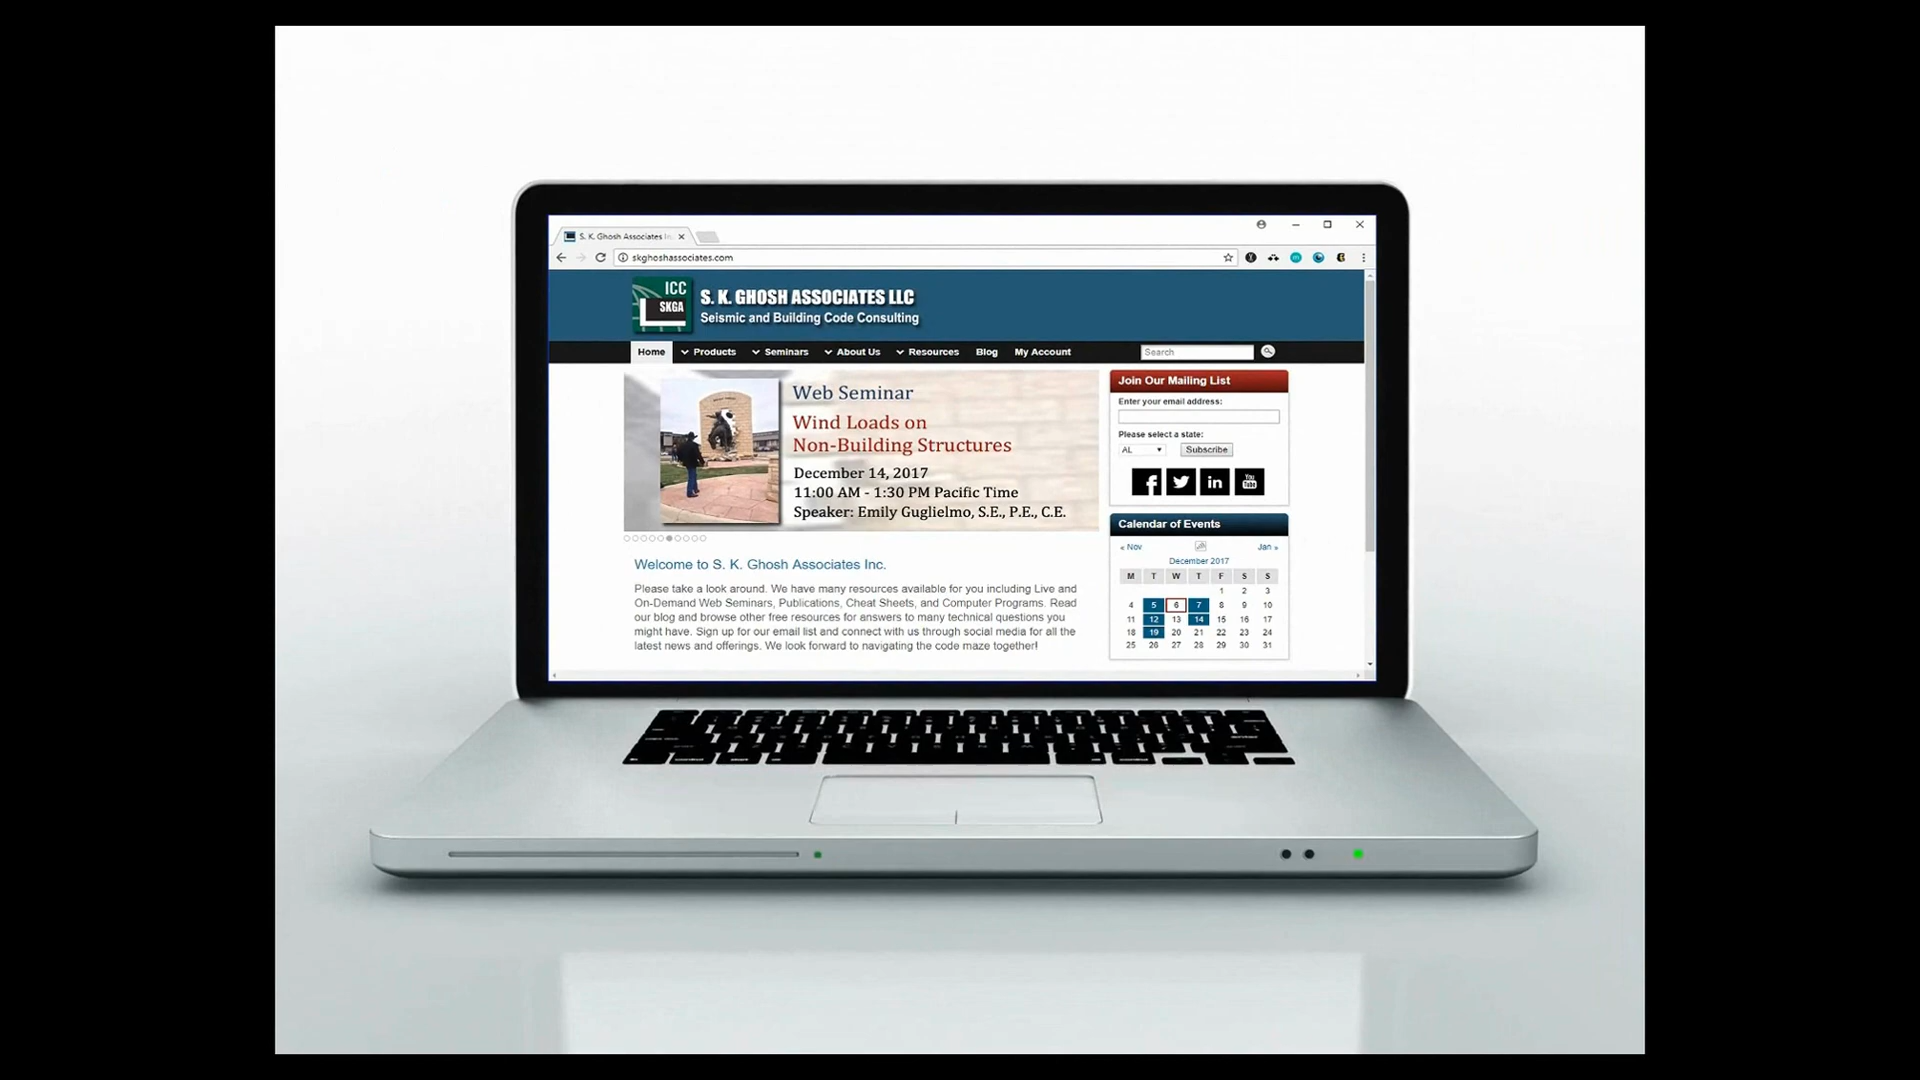 S. K. Ghosh Associates In
skghoshassociates.com
ICC
SKGA
S. K. GHOSH ASSOCIATES LLC
Seismic and Building Code Consulting
Home Products Seminars About Us Resources Blog My Account Search
Web Seminar
Wind Loads on
Non-Building Structures
December 14, 2017
11:00 AM - 1:30 PM Pacific Time
Speaker: Emily Guglielmo, S.E., P.E., C.E.
Welcome to S. K. Ghosh Associates Inc.
Please take a look around. We have many resources available for you including Live and
On-Demand Web Seminars, Publications, Cheat Sheets, and Computer Programs. Read
our blog and browse other free resources for answers to many technical questions you
might have. Sign up for our email list and connect with us through social media for all the
latest news and offerings. We look forward to navigating the code maze together!
Join Our Mailing List
Enter your email address:
Please select a state:
AL Subscribe
You Tube
Calendar of Events
« Nov Jan »
December 2017
M T W T F S S
1 2 3
4 5 6 7 8 9 10
11 12 13 14 15 16 17
18 19 20 21 22 23 24
25 26 27 28 29 30 31